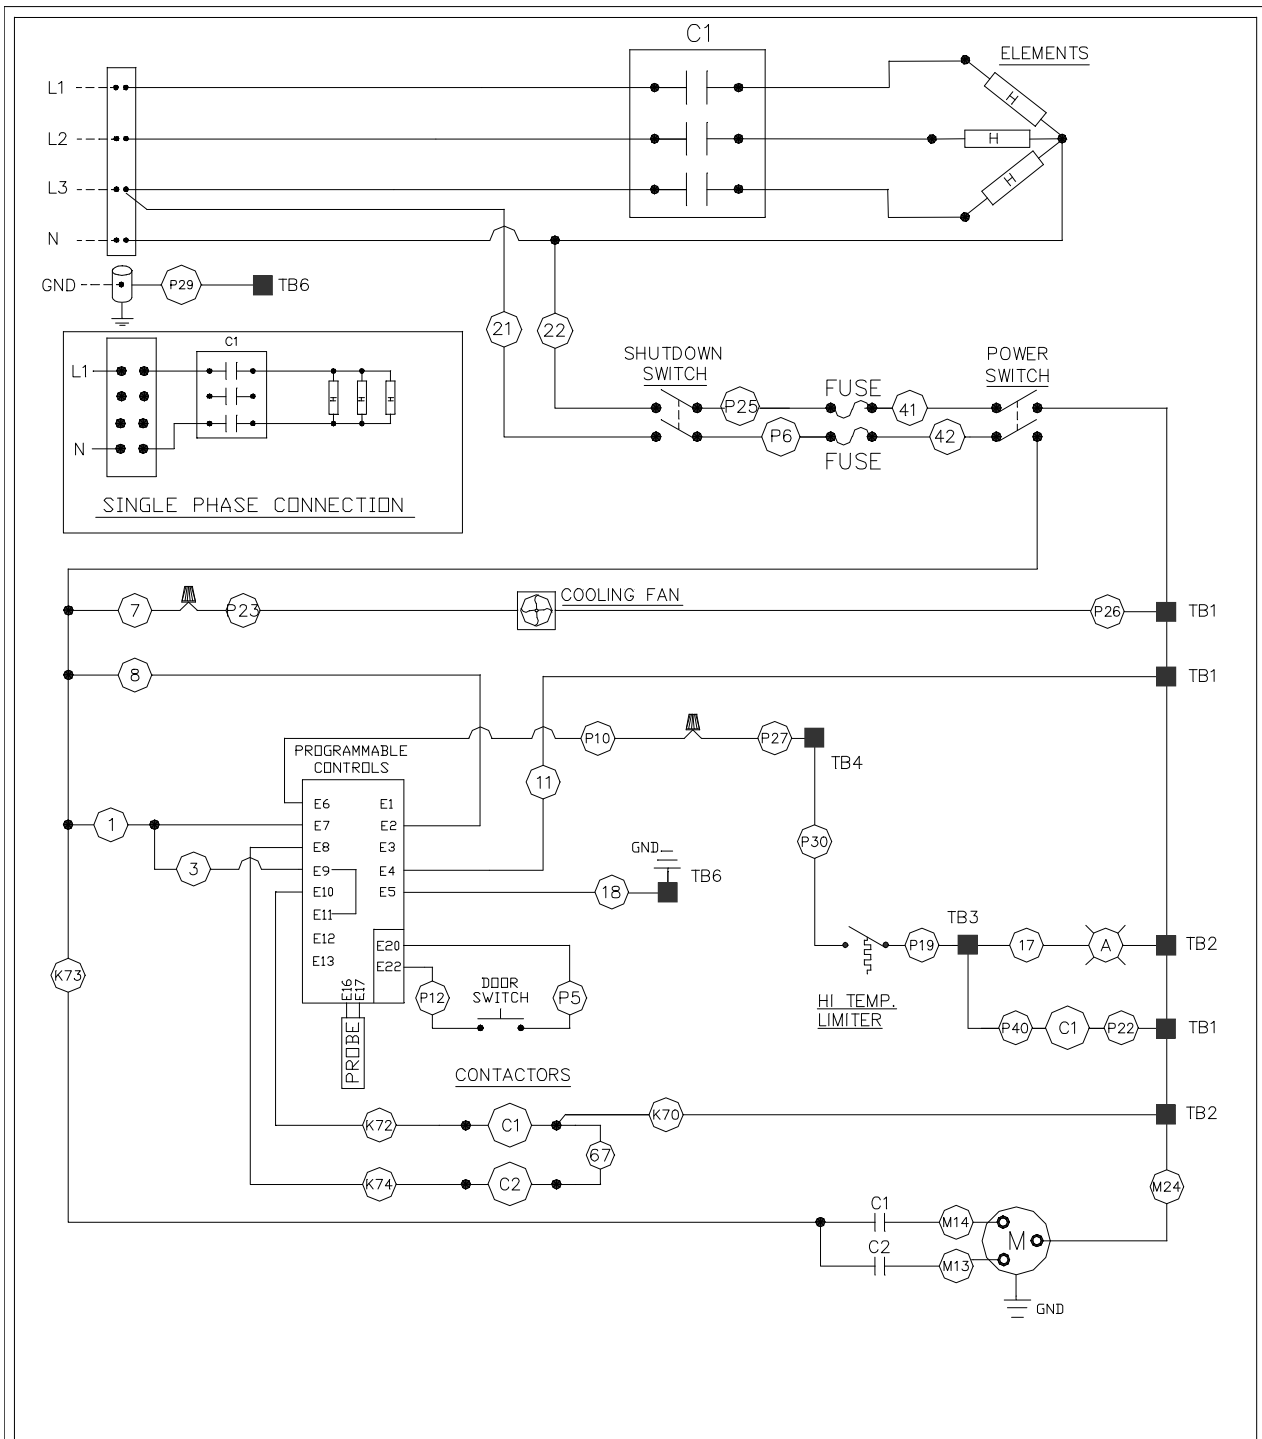 C1
ELEMENTS
L1
H
L2
H
L3
H
N
GND
P29
TB6
21
22
C1
L1
H
H
H
N
SINGLE PHASE CONNECTION
SHUTDOWN
SWITCH
POWER
SWITCH
FUSE
P25
41
P6
42
FUSE
7
P23
COOLING FAN
P26
TB1
8
TB1
P10
P27
TB4
PROGRAMMABLE
CONTROLS
11
E6
E1
1
E7
E2
E8
E3
P30
3
E9
E4
GND
E10
E5
18
TB6
E11
E12
E20
TB3
P19
17
A
TB2
E13
E22
K73
E16
E17
P12
DOOR
SWITCH
P5
HI TEMP.
LIMITER
P40
C1
P22
TB1
PROBE
CONTACTORS
K72
C1
K70
TB2
67
K74
C2
M24
C1
M14
M
C2
M13
GND